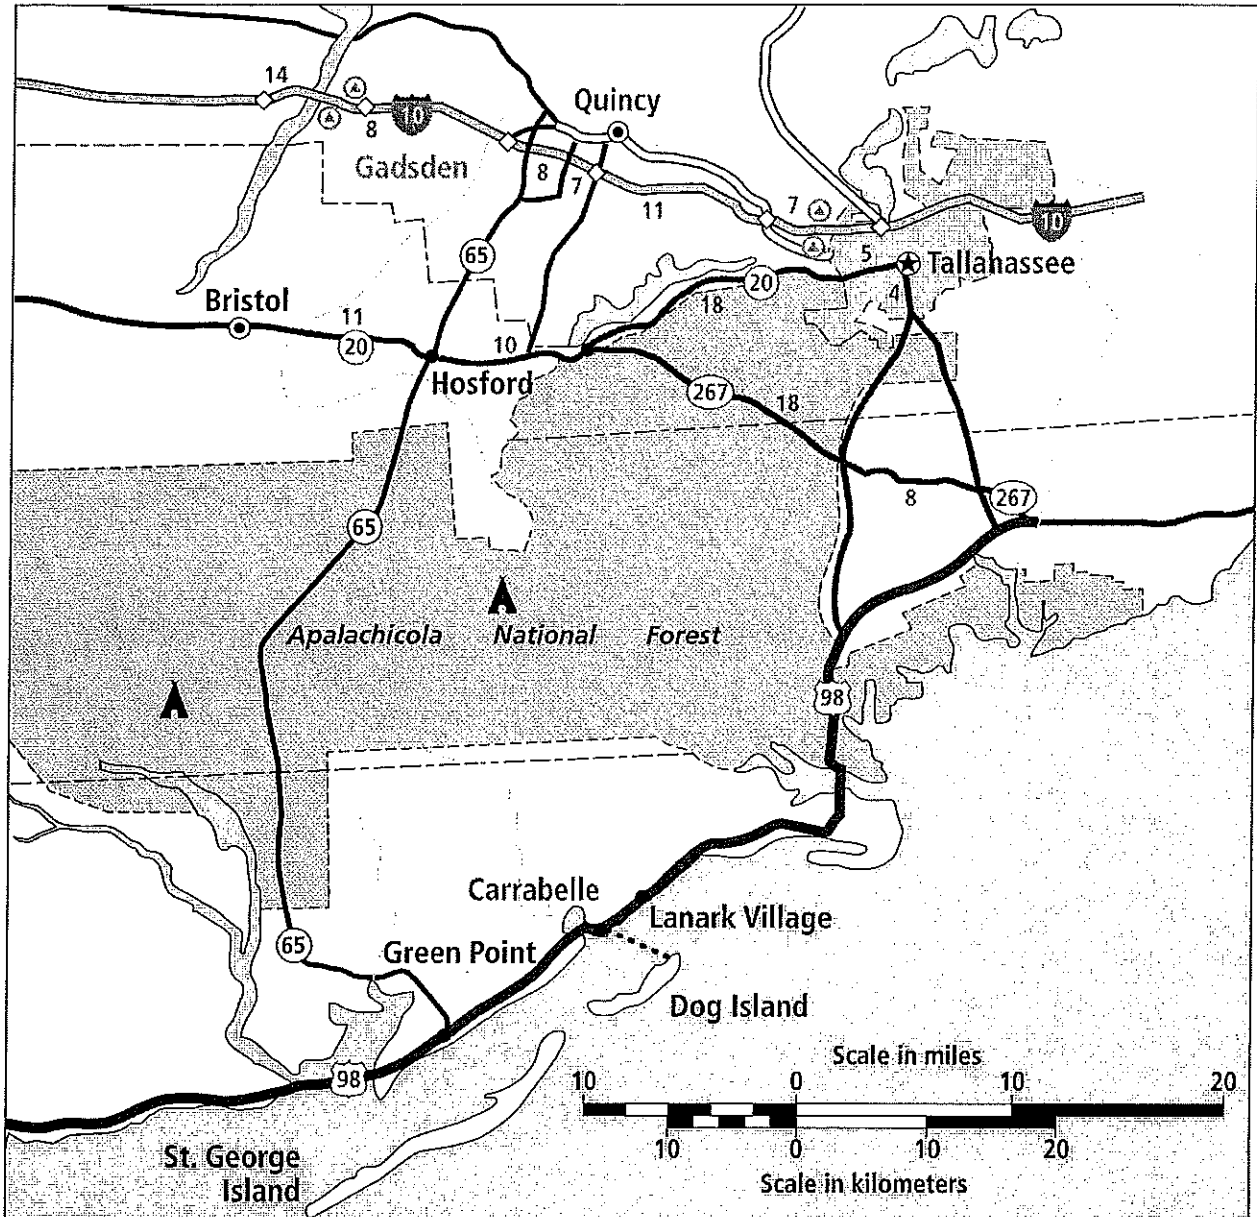 14
8
10
Quincy
Gadsden
8
7
11
7
10
65
5
Tallahassee
4
Bristol
11
20
18
20
10
Hosford
267
18
8
267
65
Apalachicola National Forest
98
Carrabelle
Lanark Village
65
Green Point
Dog Island
98
Scale in miles
10 0 10 20
10 0 10 20
Scale in kilometers
St. George
Island